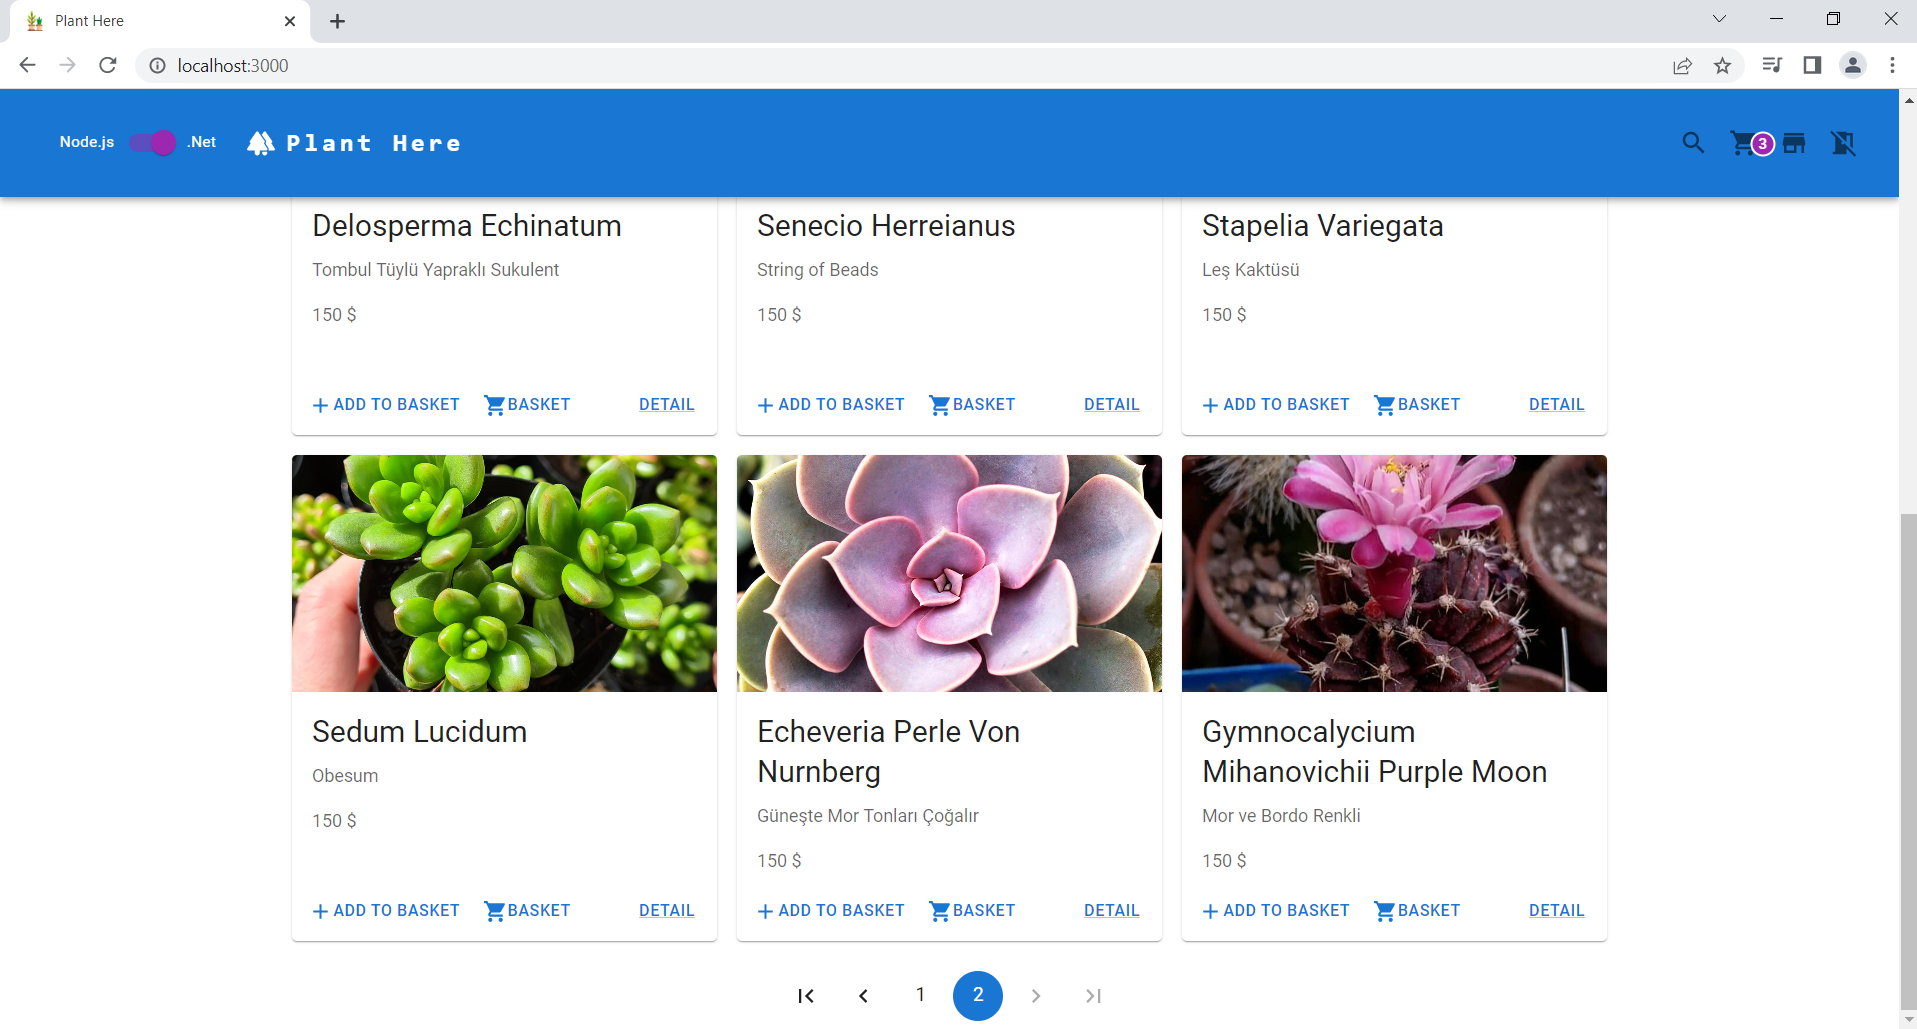 Plant Here
localhost:3000
Node.js .Net Plant Here 3
Delosperma Echinatum
Tombul Tüylü Yapraklı Sukulent
150 $
ADD TO BASKET BASKET DETAIL
Senecio Herreianus
String of Beads
150 $
ADD TO BASKET BASKET DETAIL
Stapelia Variegata
Leş Kaktüsü
150 $
ADD TO BASKET BASKET DETAIL
Sedum Lucidum
Obesum
150 $
ADD TO BASKET BASKET DETAIL
Echeveria Perle Von
Nurnberg
Güneşte Mor Tonları Çoğalır
150 $
ADD TO BASKET BASKET DETAIL
Gymnocalycium
Mihanovichii Purple Moon
Mor ve Bordo Renkli
150 $
ADD TO BASKET BASKET DETAIL
1 2